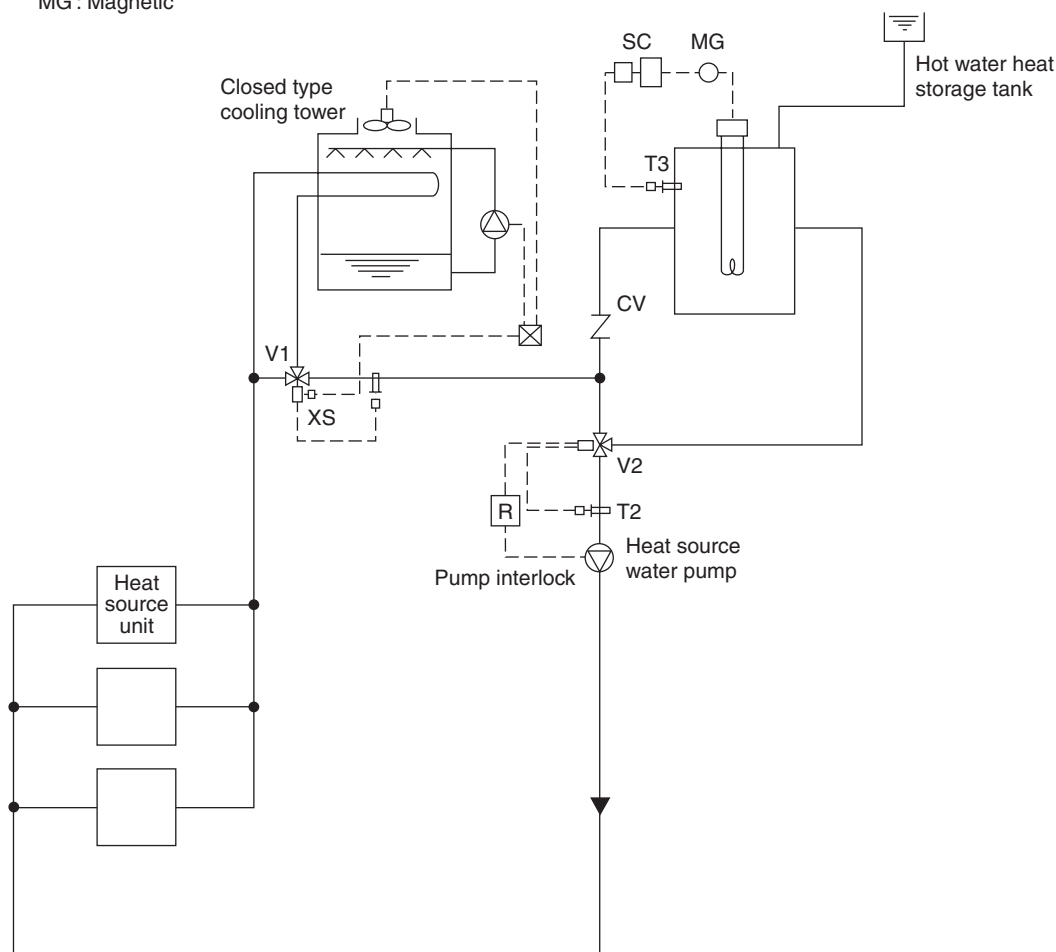 MG : Magnetic
SC
MG
Hot water heat
storage tank
Closed type
cooling tower
T3
CV
V1
XS
V2
R
T2
Heat source
water pump
Pump interlock
Heat
source
unit